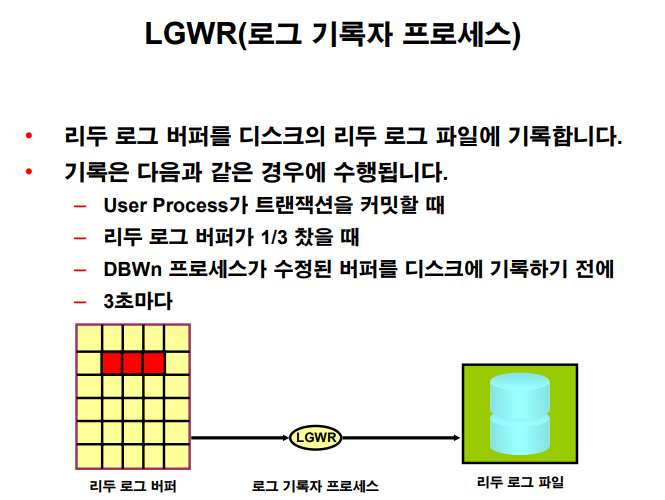 LGWR(로그 기록자 프로세스)
• 리두 로그 버퍼를 디스크의 리두 로그 파일에 기록합니다.
• 기록은 다음과 같은 경우에 수행됩니다.
– User Process가 트랜잭션을 커밋할 때
– 리두 로그 버퍼가 1/3 찼을 때
– DBWn 프로세스가 수정된 버퍼를 디스크에 기록하기 전에
– 3초마다
LGWR
리두 로그 버퍼
로그 기록자 프로세스
리두 로그 파일